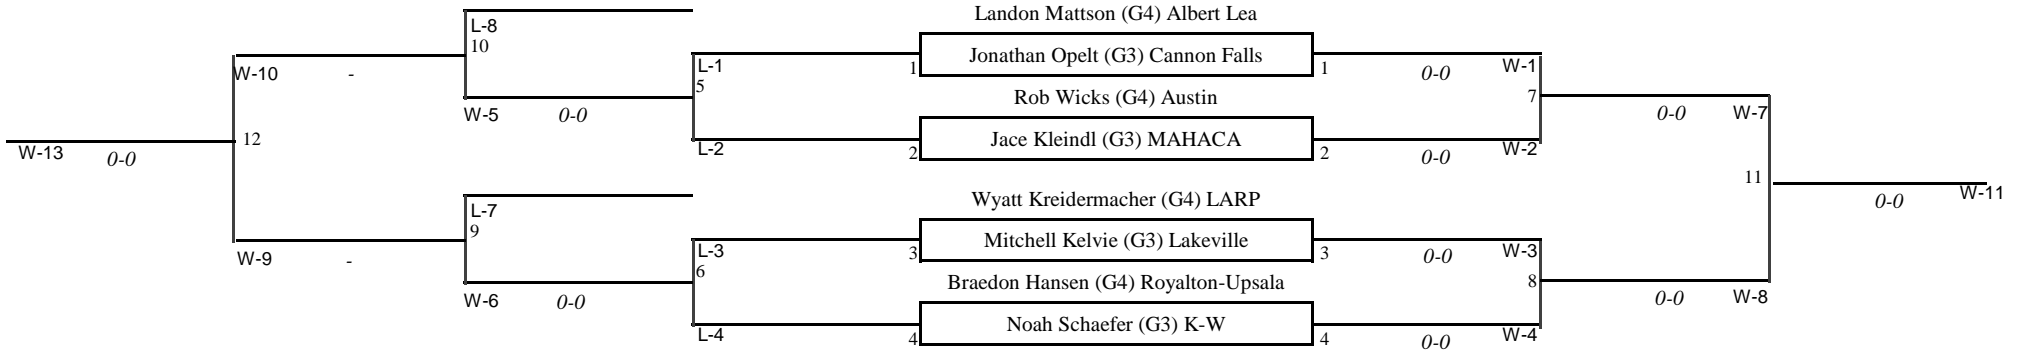 Landon Mattson (G4) Albert Lea
L-8
10
Jonathan Opelt (G3) Cannon Falls
W-10 - L-1 1 1 0-0 W-1
5
W-5 0-0 Rob Wicks (G4) Austin 7 0-0 W-7
12 Jace Kleindl (G3) MAHACA
W-13 0-0 L-2 2 2 0-0 W-2
11
Wyatt Kreidermacher (G4) LARP 0-0 W-11
L-7
9 Mitchell Kelvie (G3) Lakeville
W-9 - L-3 3 3 0-0 W-3
6 Braedon Hansen (G4) Royalton-Upsala 8
W-6 0-0 0-0 W-8
Noah Schaefer (G3) K-W
L-4 4 4 0-0 W-4